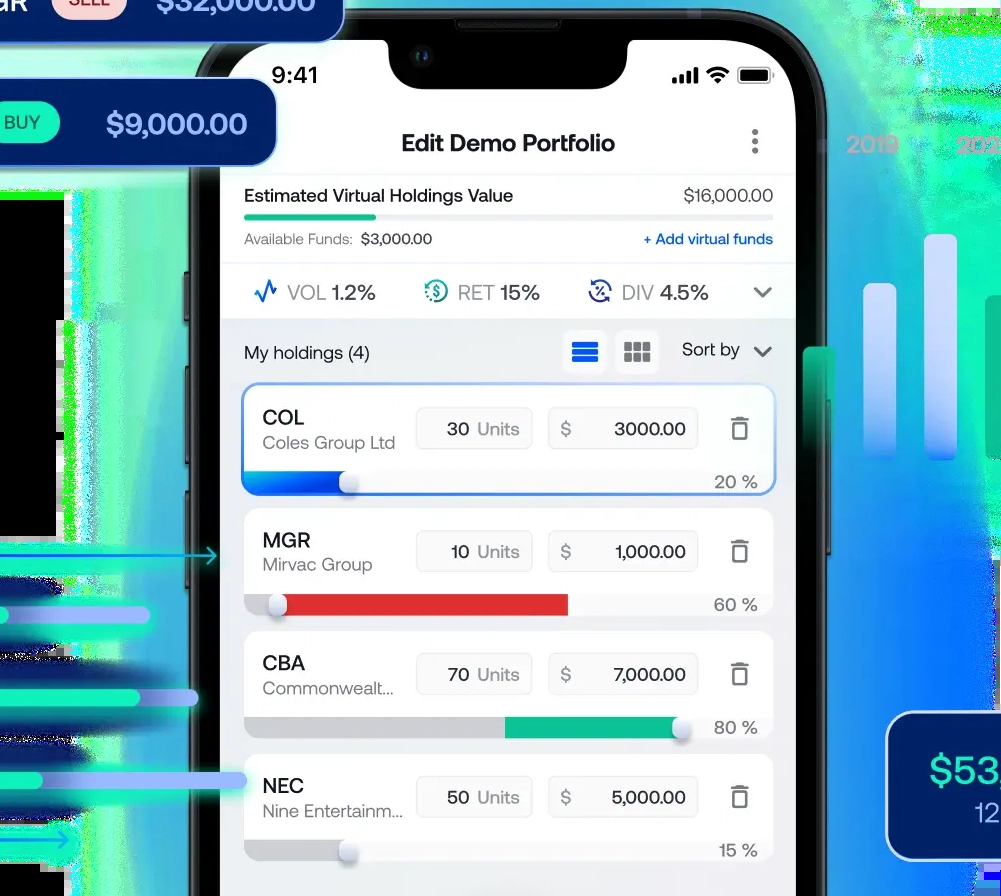 GR SELL $32,000.00
BUY $9,000.00
9:41
Edit Demo Portfolio
2019
Estimated Virtual Holdings Value $16,000.00
Available Funds: $3,000.00 + Add virtual funds
VOL 1.2% RET 15% DIV 4.5%
My holdings (4) Sort by
COL 30 Units $ 3000.00
Coles Group Ltd
20 %
MGR 10 Units $ 1,000.00
Mirvac Group
60 %
CBA 70 Units $ 7,000.00
Commonwealt...
80 %
$53,
12
NEC 50 Units $ 5,000.00
Nine Entertainm...
15 %